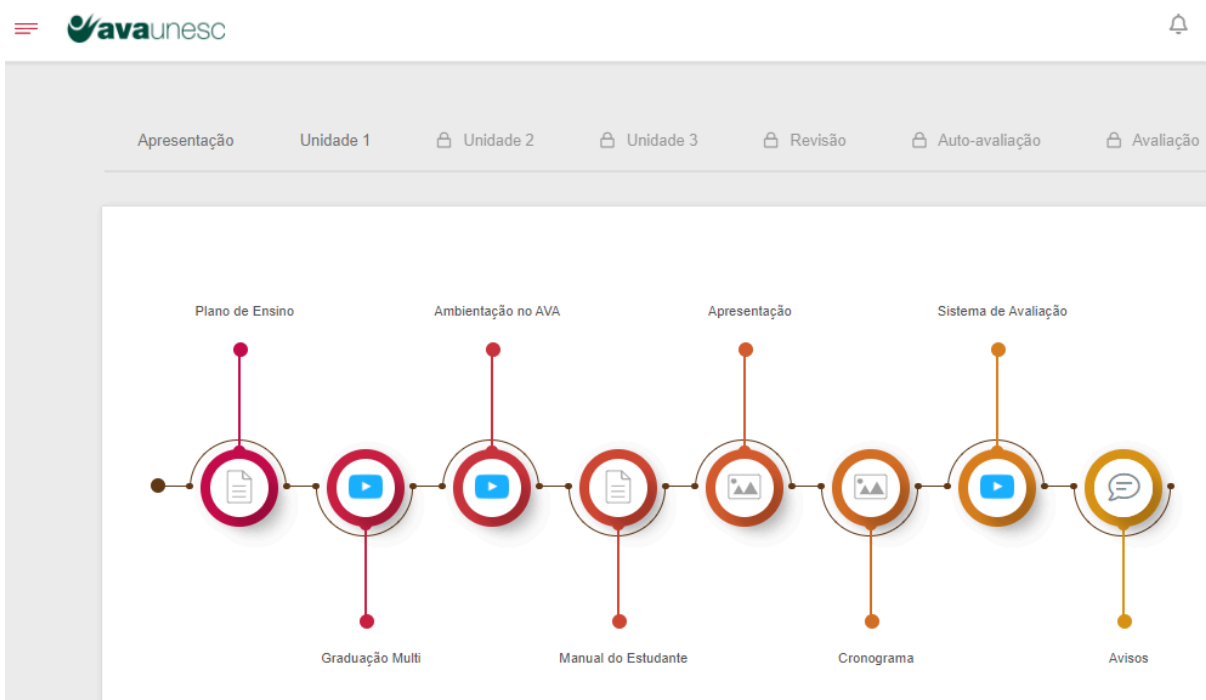 avaunesc
Apresentação Unidade 1 Unidade 2 Unidade 3 Revisão Auto-avaliação Avaliação
Plano de Ensino Ambientação no AVA Apresentação Sistema de Avaliação
Graduação Multi Manual do Estudante Cronograma Avisos